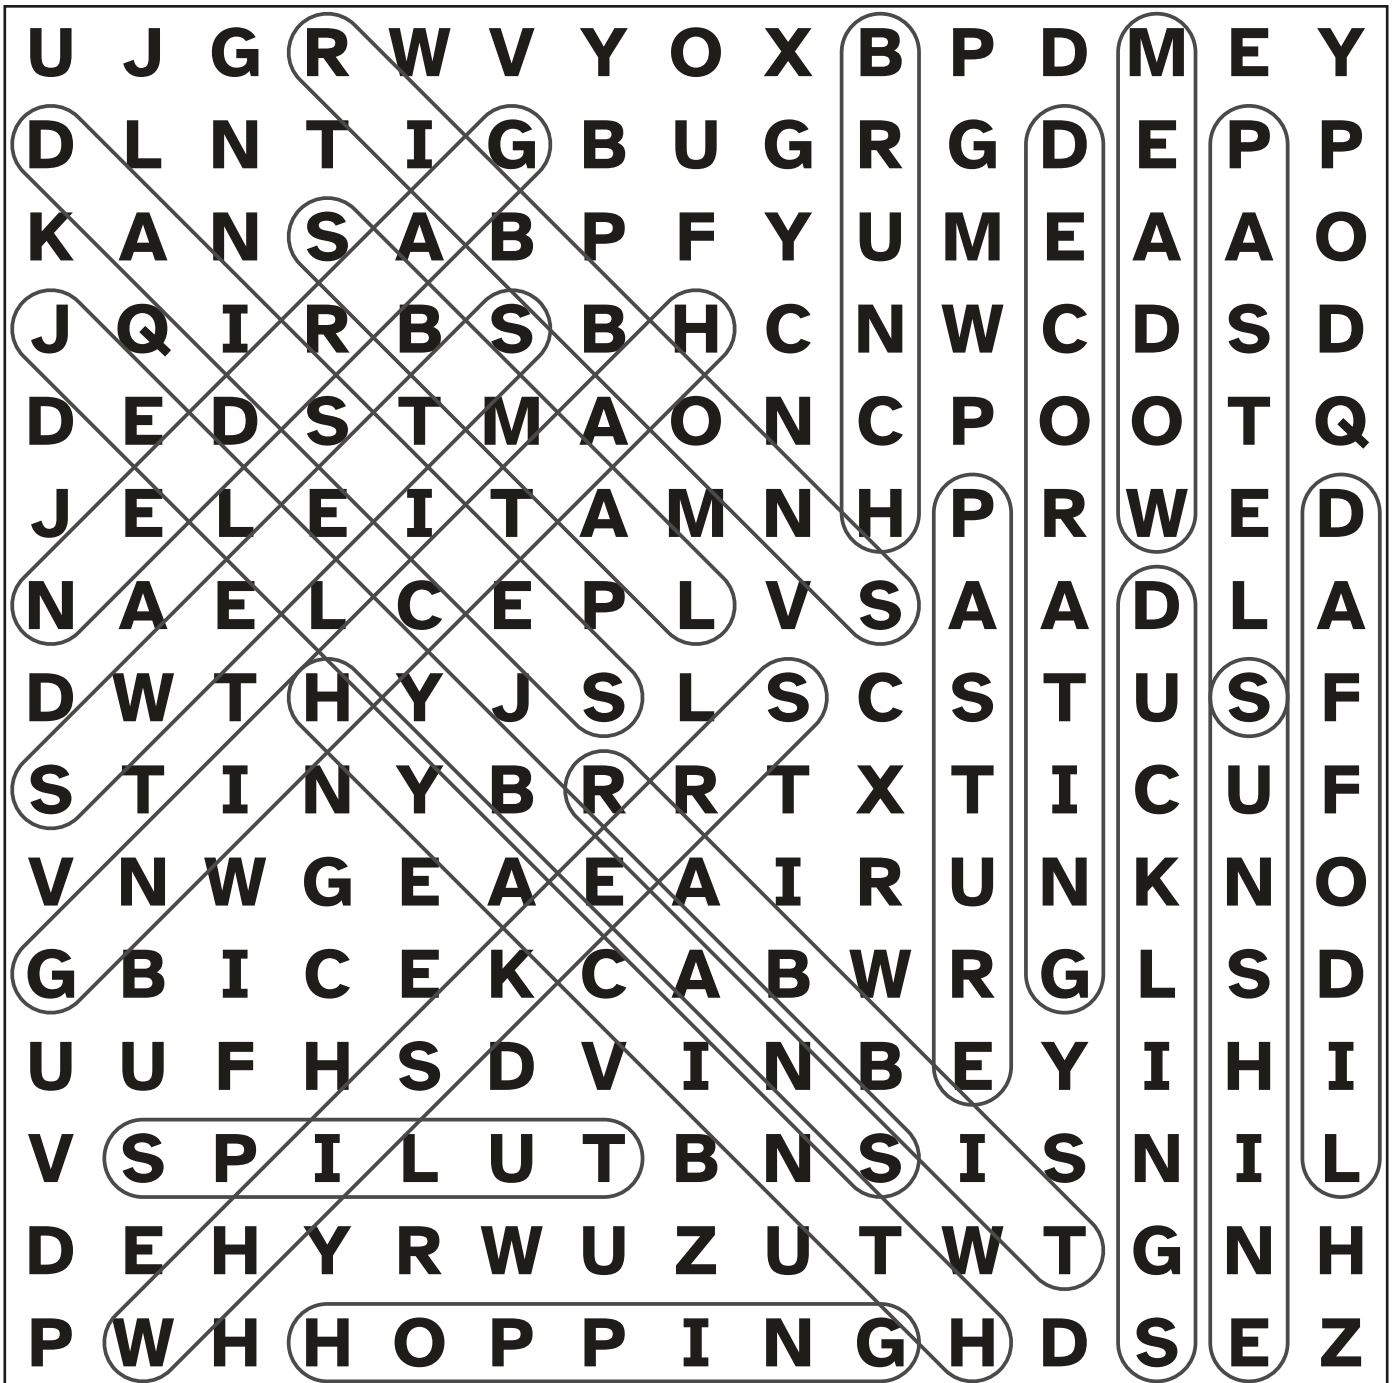 U J G R W V Y O X B P D M E Y
D L N T I G B U G R G D E P P
K A N S A B P F Y U M E A A O
J Q I R B S B H C N W C D S D
D E D S T M A O N C P O O T Q
J E L E I T A M N H P R W E D
N A E L C E P L V S A A D L A
D W T H Y J S L S C S T U S F
S T I N Y B R R T X T I C U F
V N W G E A E A I R U N K N O
G B I C E K C A B W R G L S D
U U F H S D V I N B E Y I H I
V S P I L U T B N S I S N I L
D E H Y R W U Z U T W T G N H
P W H H O P P I N G H D S E Z